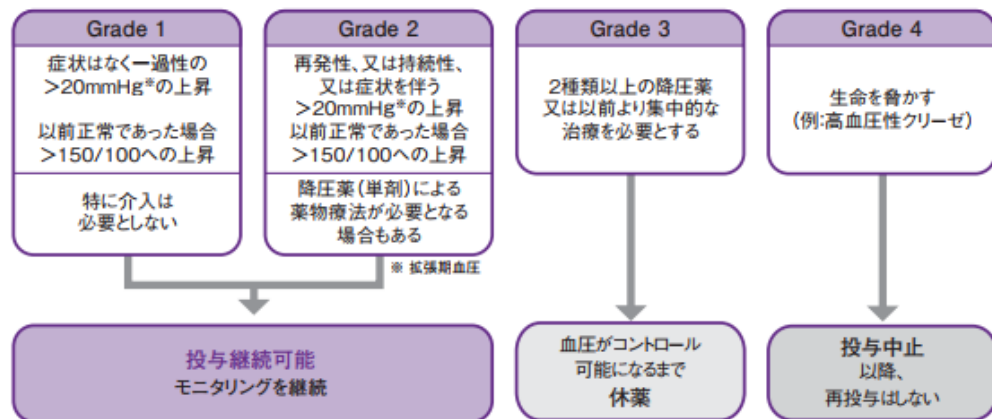 Grade 1
症状はなく一過性の
>20mmHg※の上昇
以前正常であった場合
>150/100への上昇
特に介入は
必要としない
Grade 2
再発性、又は持続性、
又は症状を伴う
>20mmHg※の上昇
以前正常であった場合
>150/100への上昇
降圧薬(単剤)による
薬物療法が必要となる
場合もある
※ 拡張期血圧
Grade 3
2種類以上の降圧薬
又は以前より集中的な
治療を必要とする
Grade 4
生命を脅かす
(例:高血圧性クリーゼ)
投与継続可能
モニタリングを継続
血圧がコントロール
可能になるまで
休薬
投与中止
以降、
再投与はしない